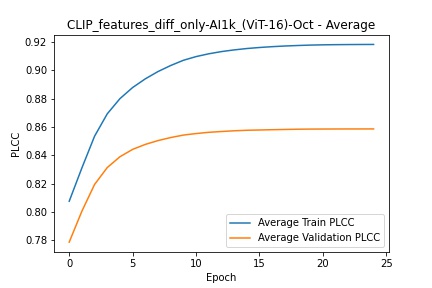 CLIP_features_diff_only-AI1k_(ViT-16)-Oct - Average
0.92
0.90
0.88
0.86
0.84
0.82
0.80
0.78
PLCC
Average Train PLCC
Average Validation PLCC
0 5 10 15 20 25
Epoch